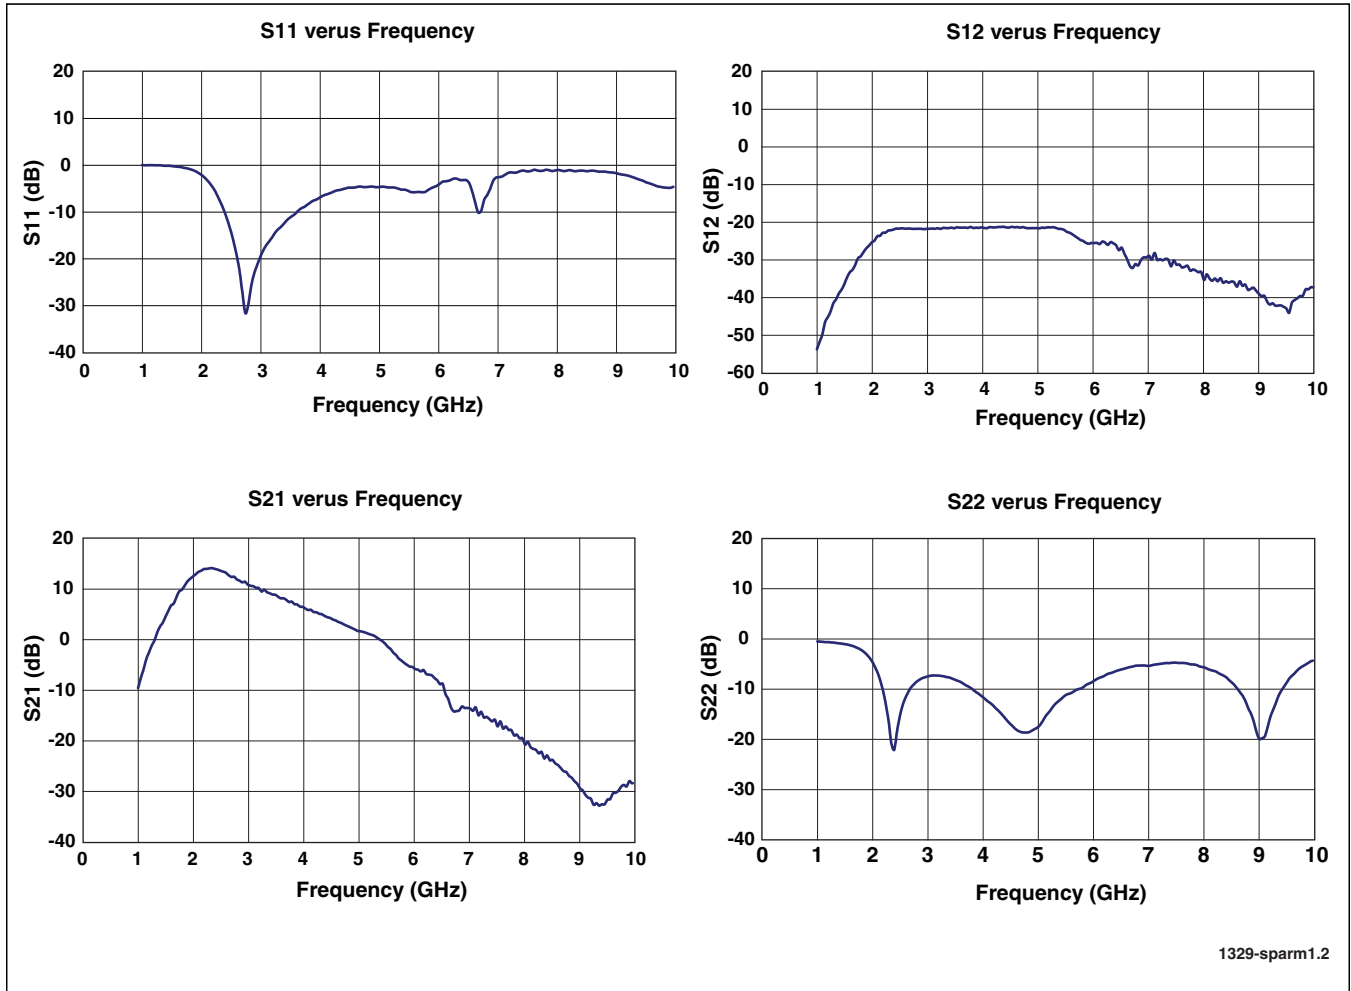 S11 verus Frequency
20
10
0
-10
-20
-30
-40
S11 (dB)
0 1 2 3 4 5 6 7 8 9 10
Frequency (GHz)
S12 verus Frequency
20
10
0
-10
-20
-30
-40
-50
-60
S12 (dB)
0 1 2 3 4 5 6 7 8 9 10
Frequency (GHz)
S21 verus Frequency
20
10
0
-10
-20
-30
-40
S21 (dB)
0 1 2 3 4 5 6 7 8 9 10
Frequency (GHz)
S22 verus Frequency
20
10
0
-10
-20
-30
-40
S22 (dB)
0 1 2 3 4 5 6 7 8 9 10
Frequency (GHz)
1329-sparm1.2